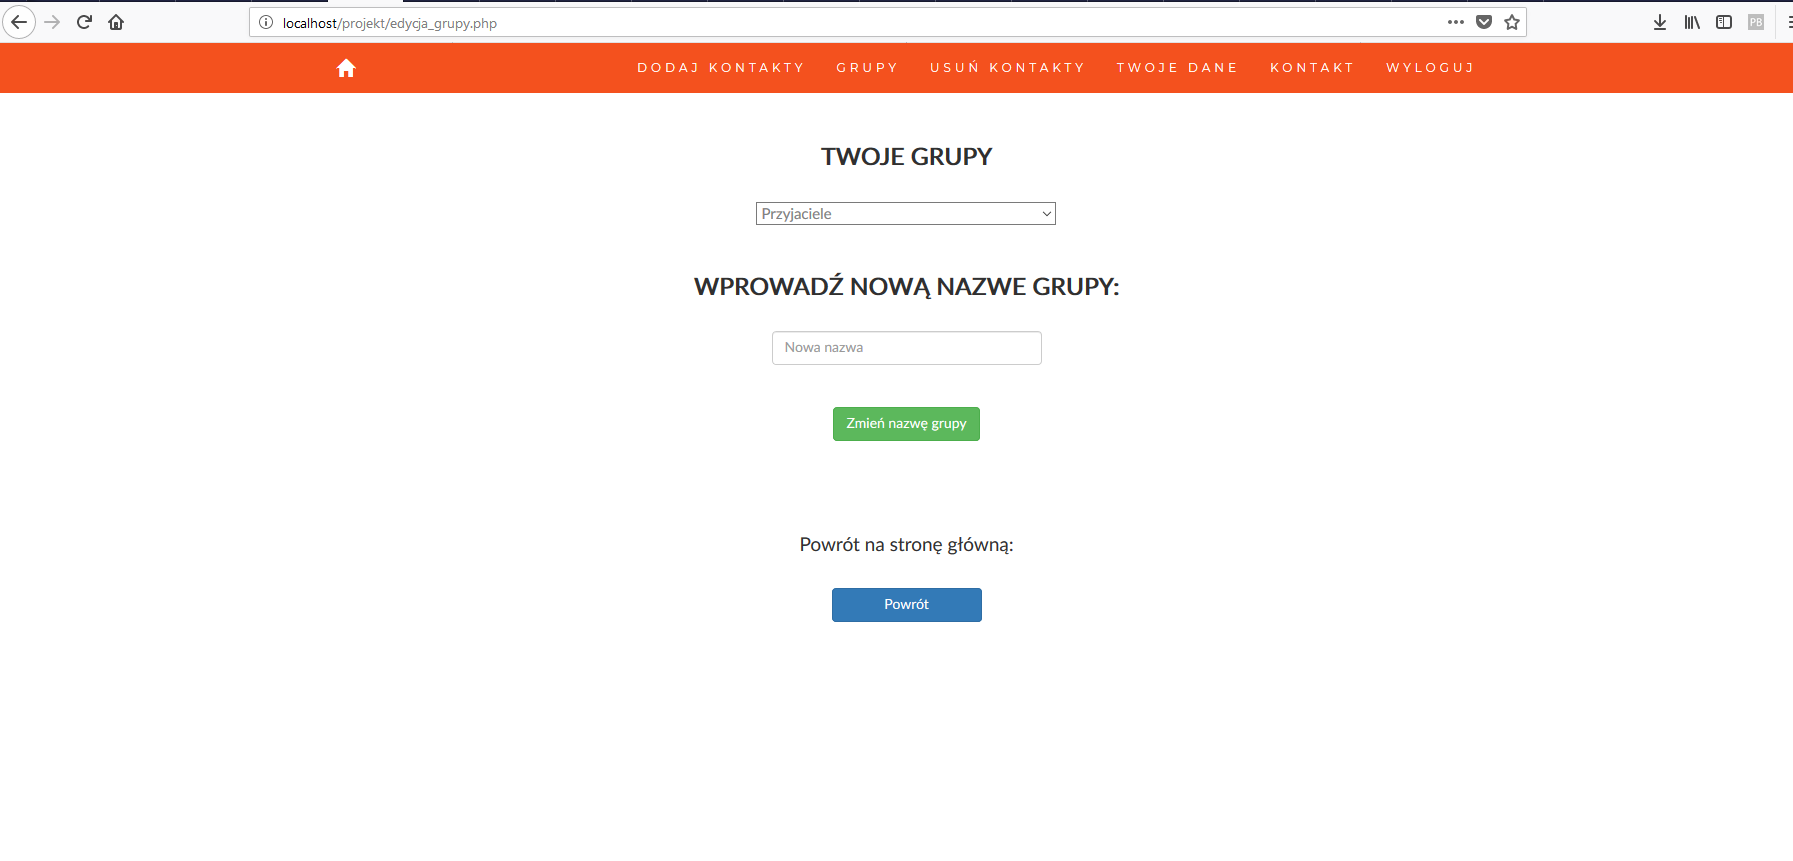 localhost/projekt/edycja_grupy.php
PB
DODAJ KONTAKTY GRUPY USUŃ KONTAKTY TWOJE DANE KONTAKT WYLOGUJ
TWOJE GRUPY
Przyjaciele
WPROWADŹ NOWĄ NAZWE GRUPY:
Nowa nazwa
Zmień nazwę grupy
Powrót na stronę główną:
Powrót